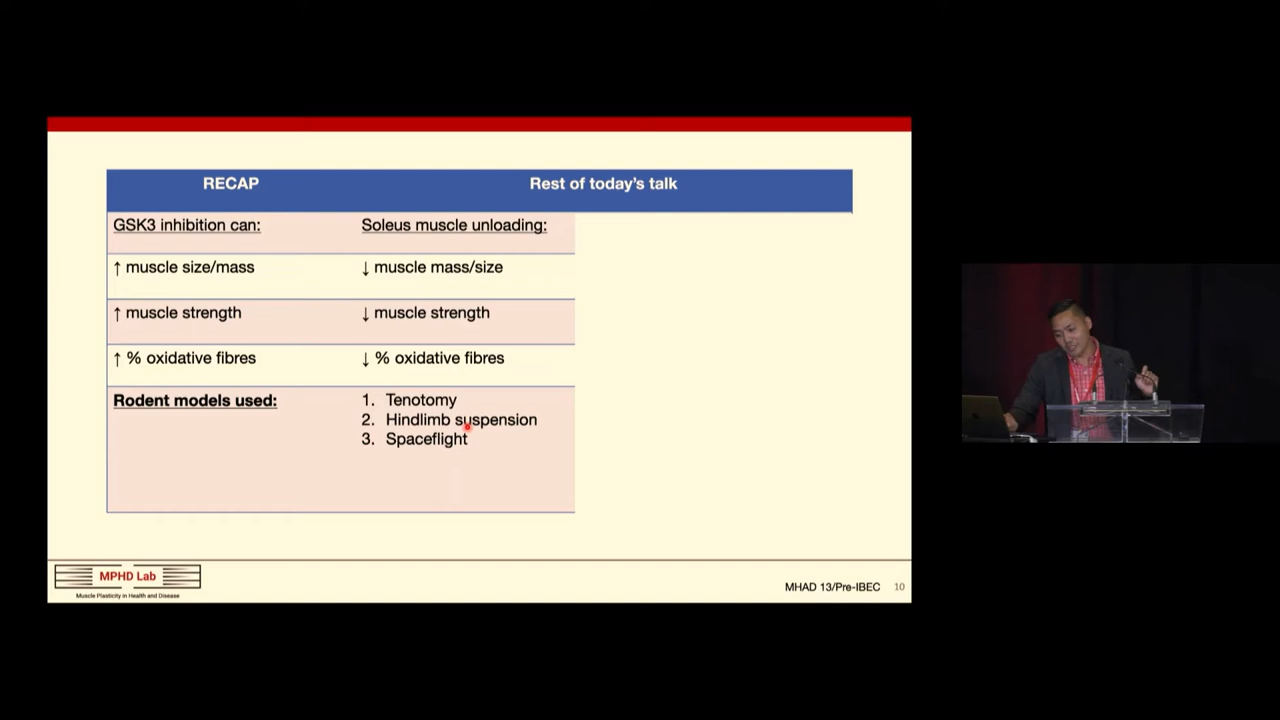 RECAP Rest of today's talk
GSK3 inhibition can: Soleus muscle unloading:
↑ muscle size/mass ↓ muscle mass/size
↑ muscle strength ↓ muscle strength
↑ % oxidative fibres ↓ % oxidative fibres
Rodent models used: 1. Tenotomy
2. Hindlimb suspension
3. Spaceflight
MPHD Lab
Muscle Plasticity in Health and Disease
MHAD 13/Pre-IBEC 10